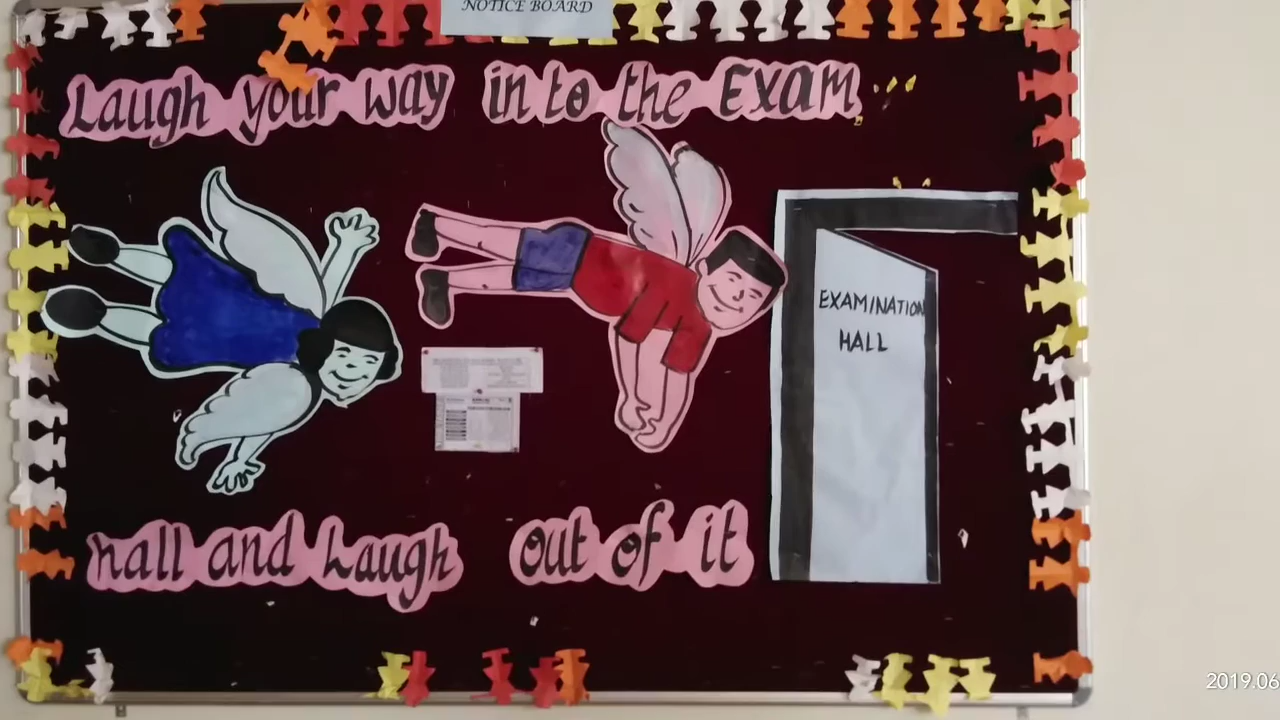 NOTICE BOARD
Laugh your way in to the Exam
EXAMINATION
HALL
hall and Laugh out of it
2019.06